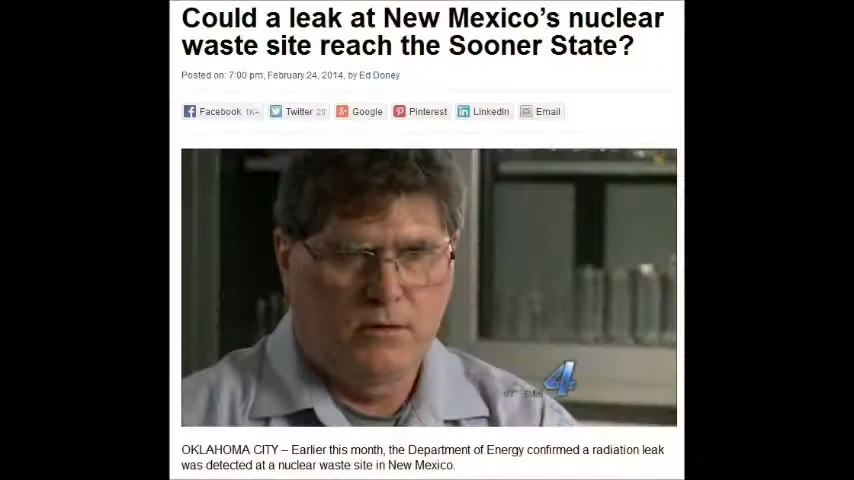 Could a leak at New Mexico's nuclear
waste site reach the Sooner State?
Posted on: 7:00 pm, February 24, 2014, by Ed Doney
Facebook 1K+ Twitter 20 Google Pinterest LinkedIn Email
4
OKLAHOMA CITY – Earlier this month, the Department of Energy confirmed a radiation leak
was detected at a nuclear waste site in New Mexico.